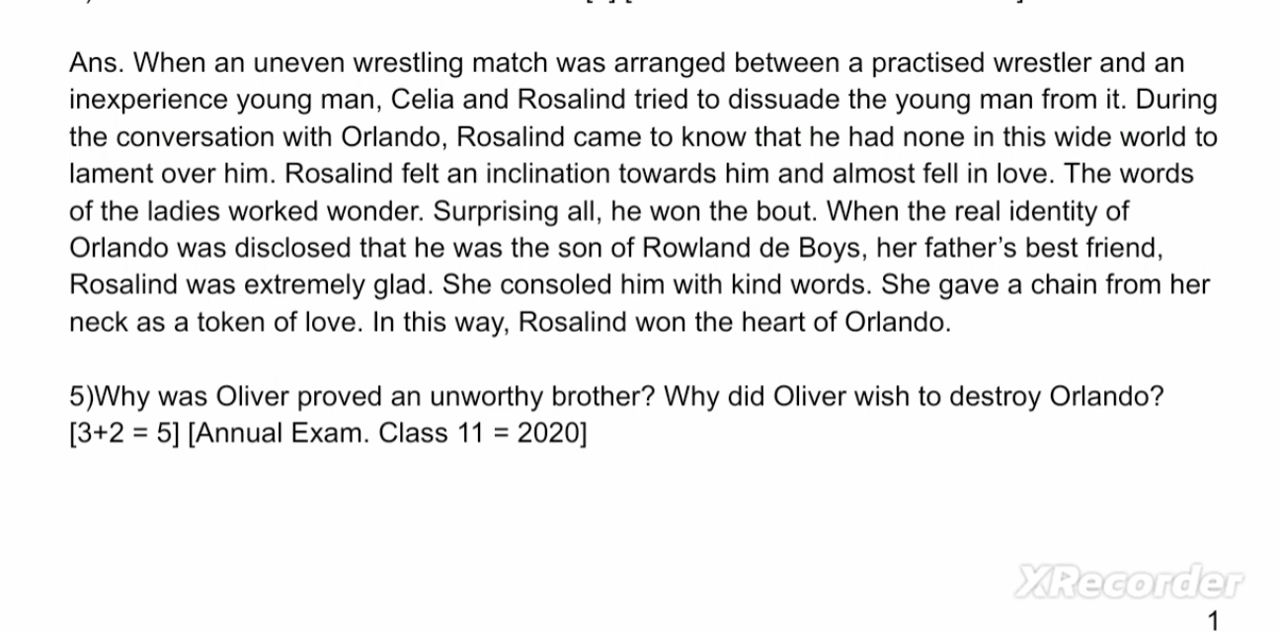 Ans. When an uneven wrestling match was arranged between a practised wrestler and an
inexperience young man, Celia and Rosalind tried to dissuade the young man from it. During
the conversation with Orlando, Rosalind came to know that he had none in this wide world to
lament over him. Rosalind felt an inclination towards him and almost fell in love. The words
of the ladies worked wonder. Surprising all, he won the bout. When the real identity of
Orlando was disclosed that he was the son of Rowland de Boys, her father’s best friend,
Rosalind was extremely glad. She consoled him with kind words. She gave a chain from her
neck as a token of love. In this way, Rosalind won the heart of Orlando.
5)Why was Oliver proved an unworthy brother? Why did Oliver wish to destroy Orlando?
[3+2 = 5] [Annual Exam. Class 11 = 2020]
XRecorder
1